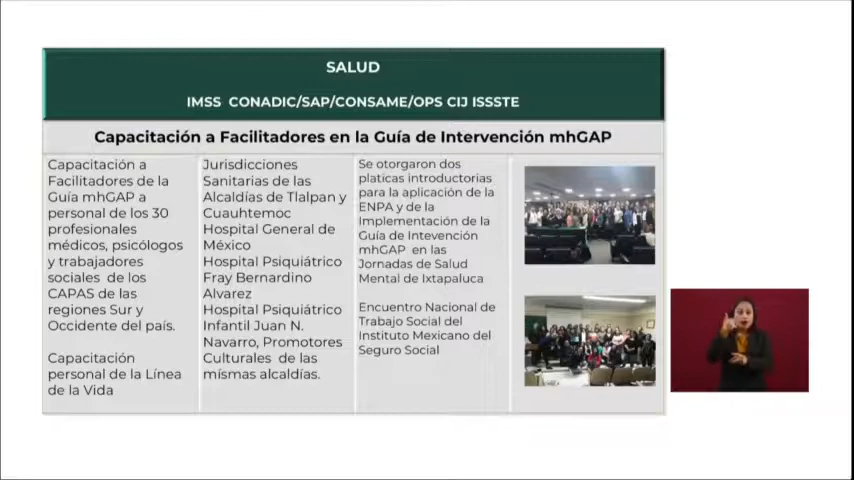 SALUD
IMSS  CONADIC/SAP/CONSAME/OPS CIJ ISSSTE
Capacitación a Facilitadores en la Guía de Intervención mhGAP
Capacitación a
Facilitadores de la
Guía mhGAP a
personal de los 30
profesionales
médicos, psicólogos
y trabajadores
sociales  de los
CAPAS de las
regiones Sur y
Occidente del país.
Capacitación
personal de la Línea
de la Vida
Jurisdicciones
Sanitarias de las
Alcaldías de Tlalpan y
Cuauhtemoc
Hospital General de
México
Hospital Psiquiátrico
Fray Bernardino
Alvarez
Hospital Psiquiátrico
Infantil Juan N.
Navarro, Promotores
Culturales  de las
mísmas alcaldías.
Se otorgaron dos
platicas introductorias
para la aplicación de la
ENPA y de la
Implementación de la
Guía de Intevención
mhGAP  en las
Jornadas de Salud
Mental de Ixtapaluca
Encuentro Nacional de
Trabajo Social del
Instituto Mexicano del
Seguro Social